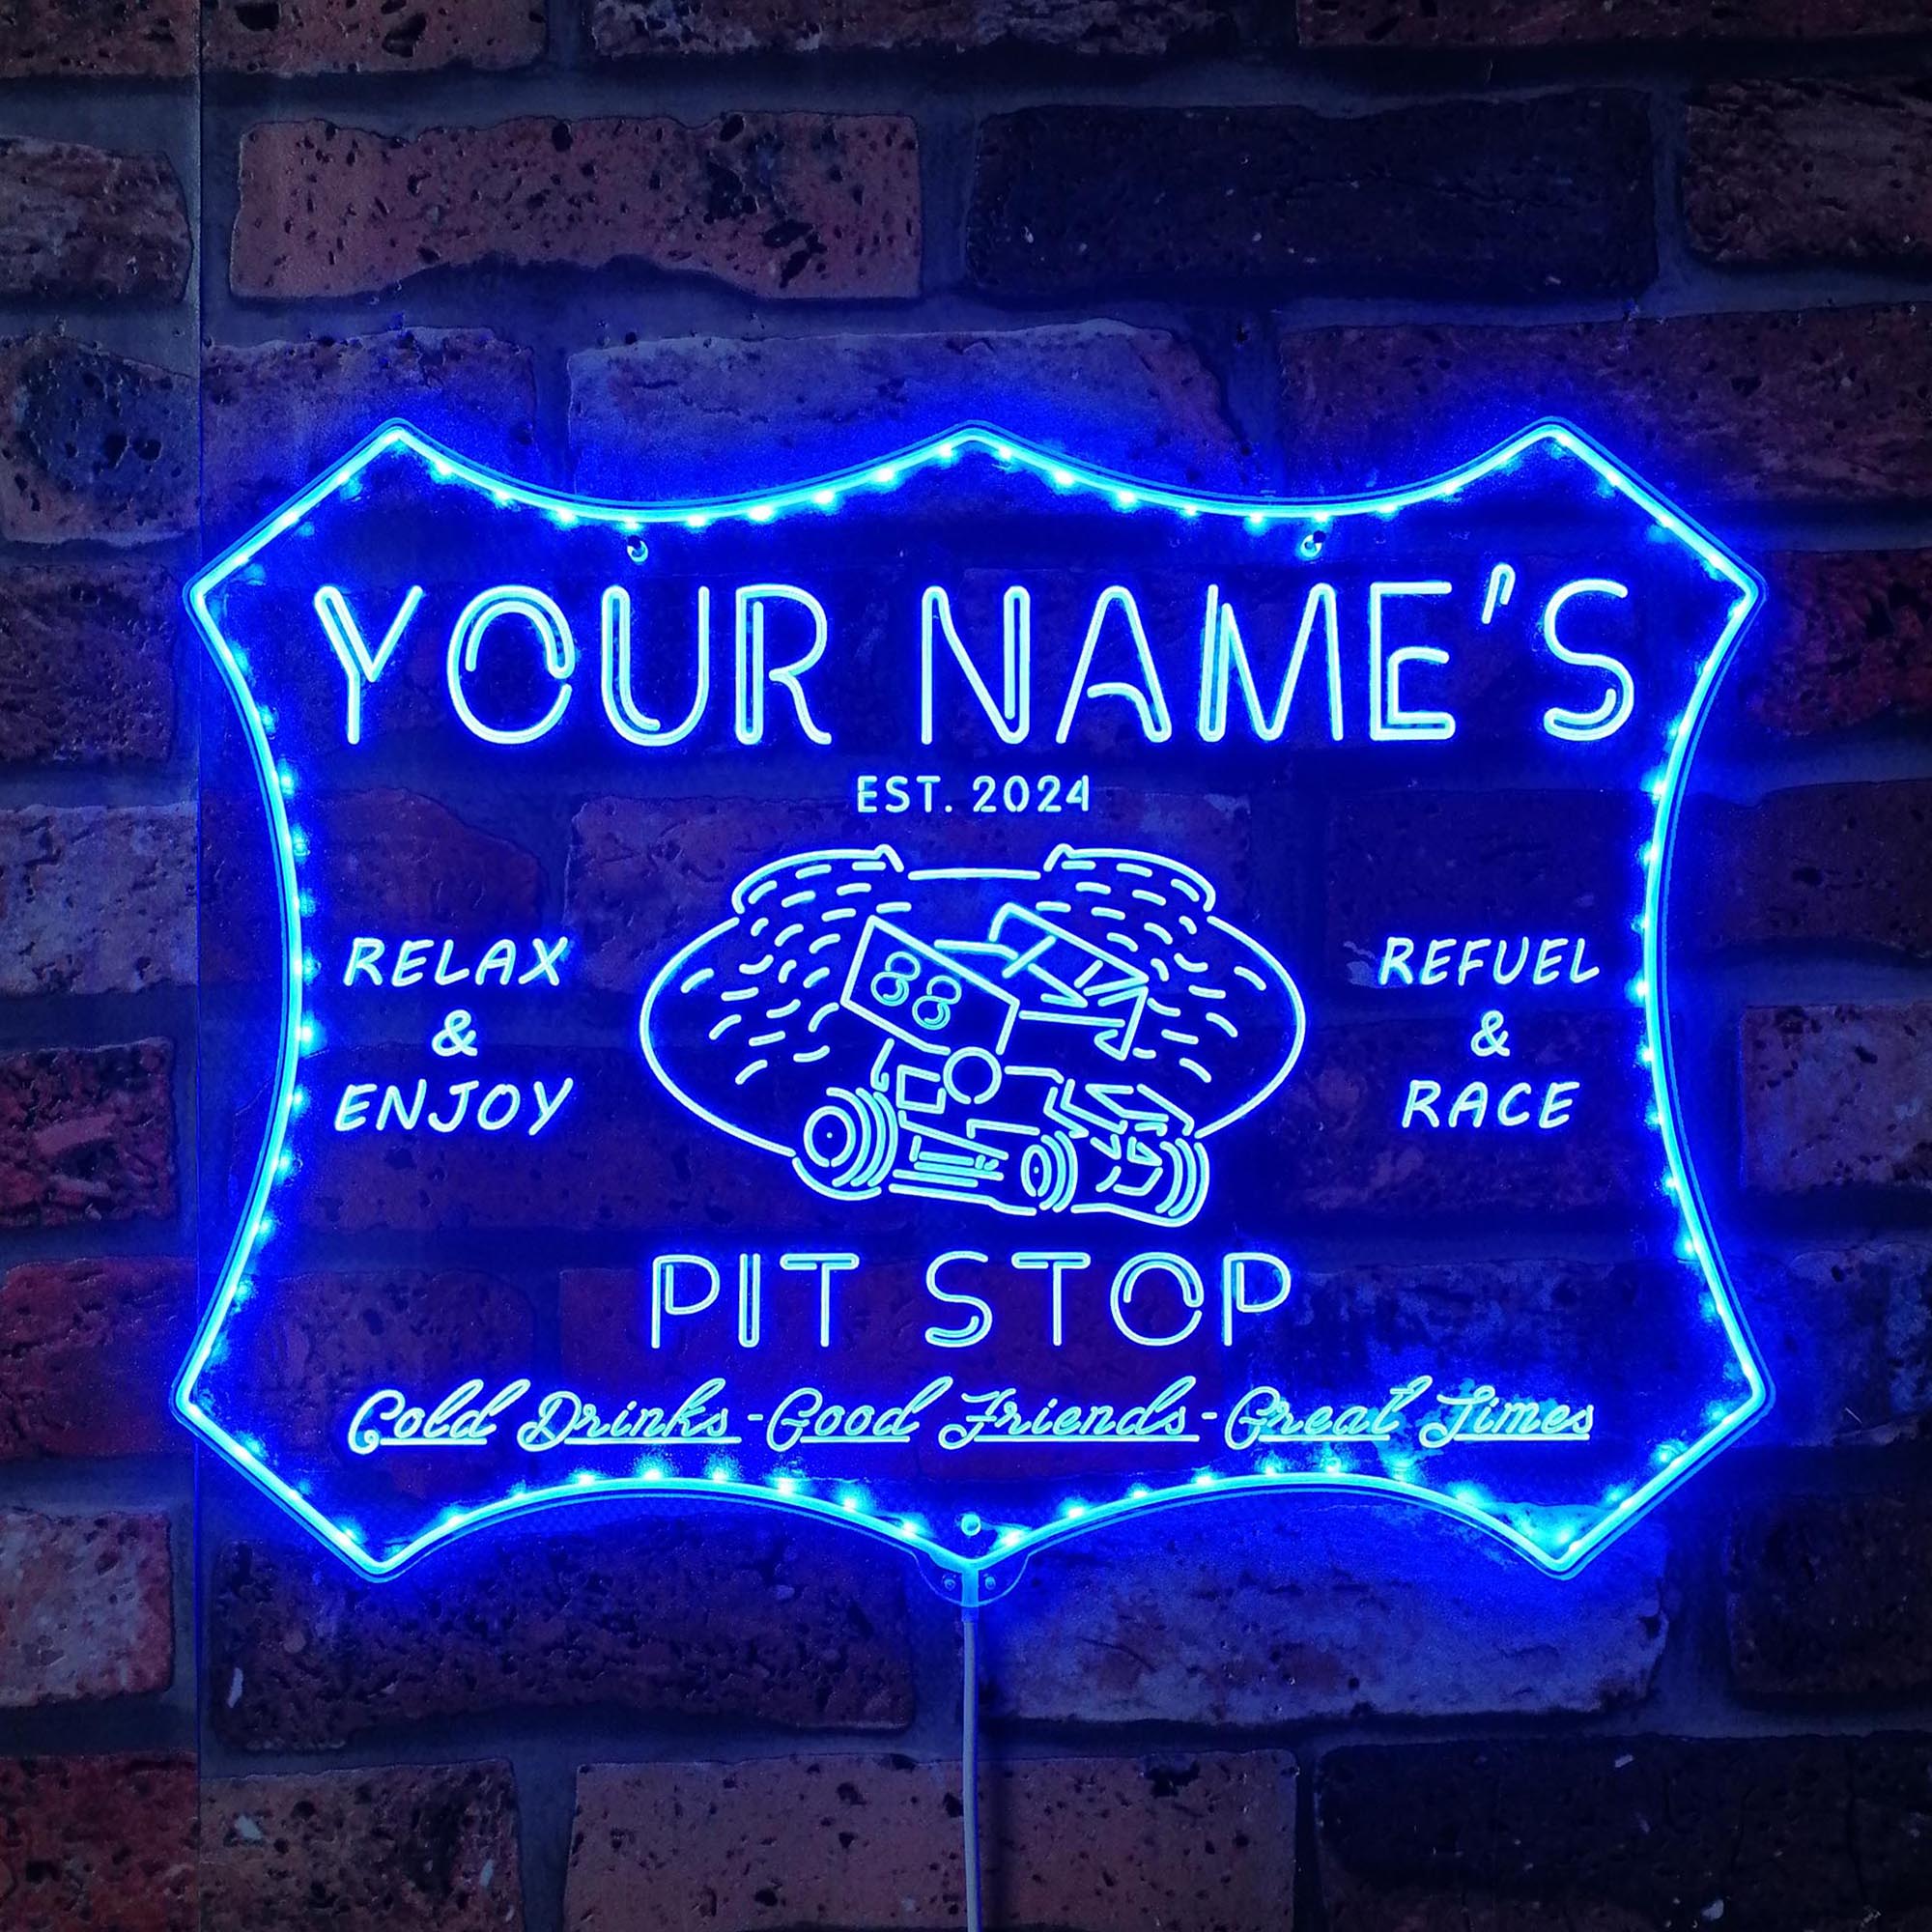 YOUR NAME'S
EST. 2024
88
RELAX
&
ENJOY
REFUEL
&
RACE
PIT STOP
Cold Drinks-Good Friends-Great Times